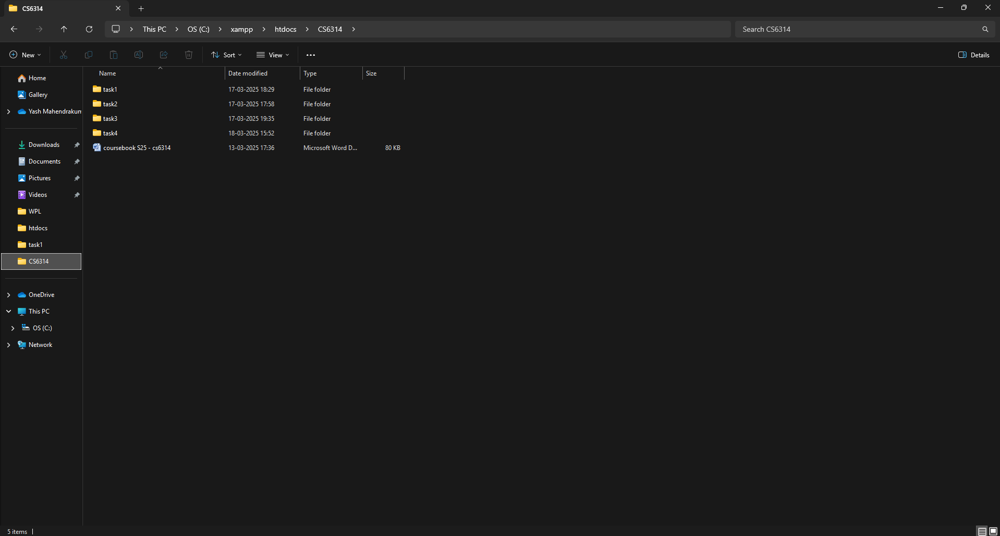 CS6314
This PC > OS (C:) > xampp > htdocs > CS6314 >
Search CS6314
New
Sort
View
Details
Name Date modified Type Size
task1 17-03-2025 18:29 File folder
task2 17-03-2025 17:58 File folder
task3 17-03-2025 19:35 File folder
task4 18-03-2025 15:52 File folder
coursebook S25 - cs6314 13-03-2025 17:36 Microsoft Word D... 80 KB
Home
Gallery
Yash Mahendrakum
Downloads
Documents
Pictures
Videos
WPL
htdocs
task1
CS6314
OneDrive
This PC
OS (C:)
Network
5 items